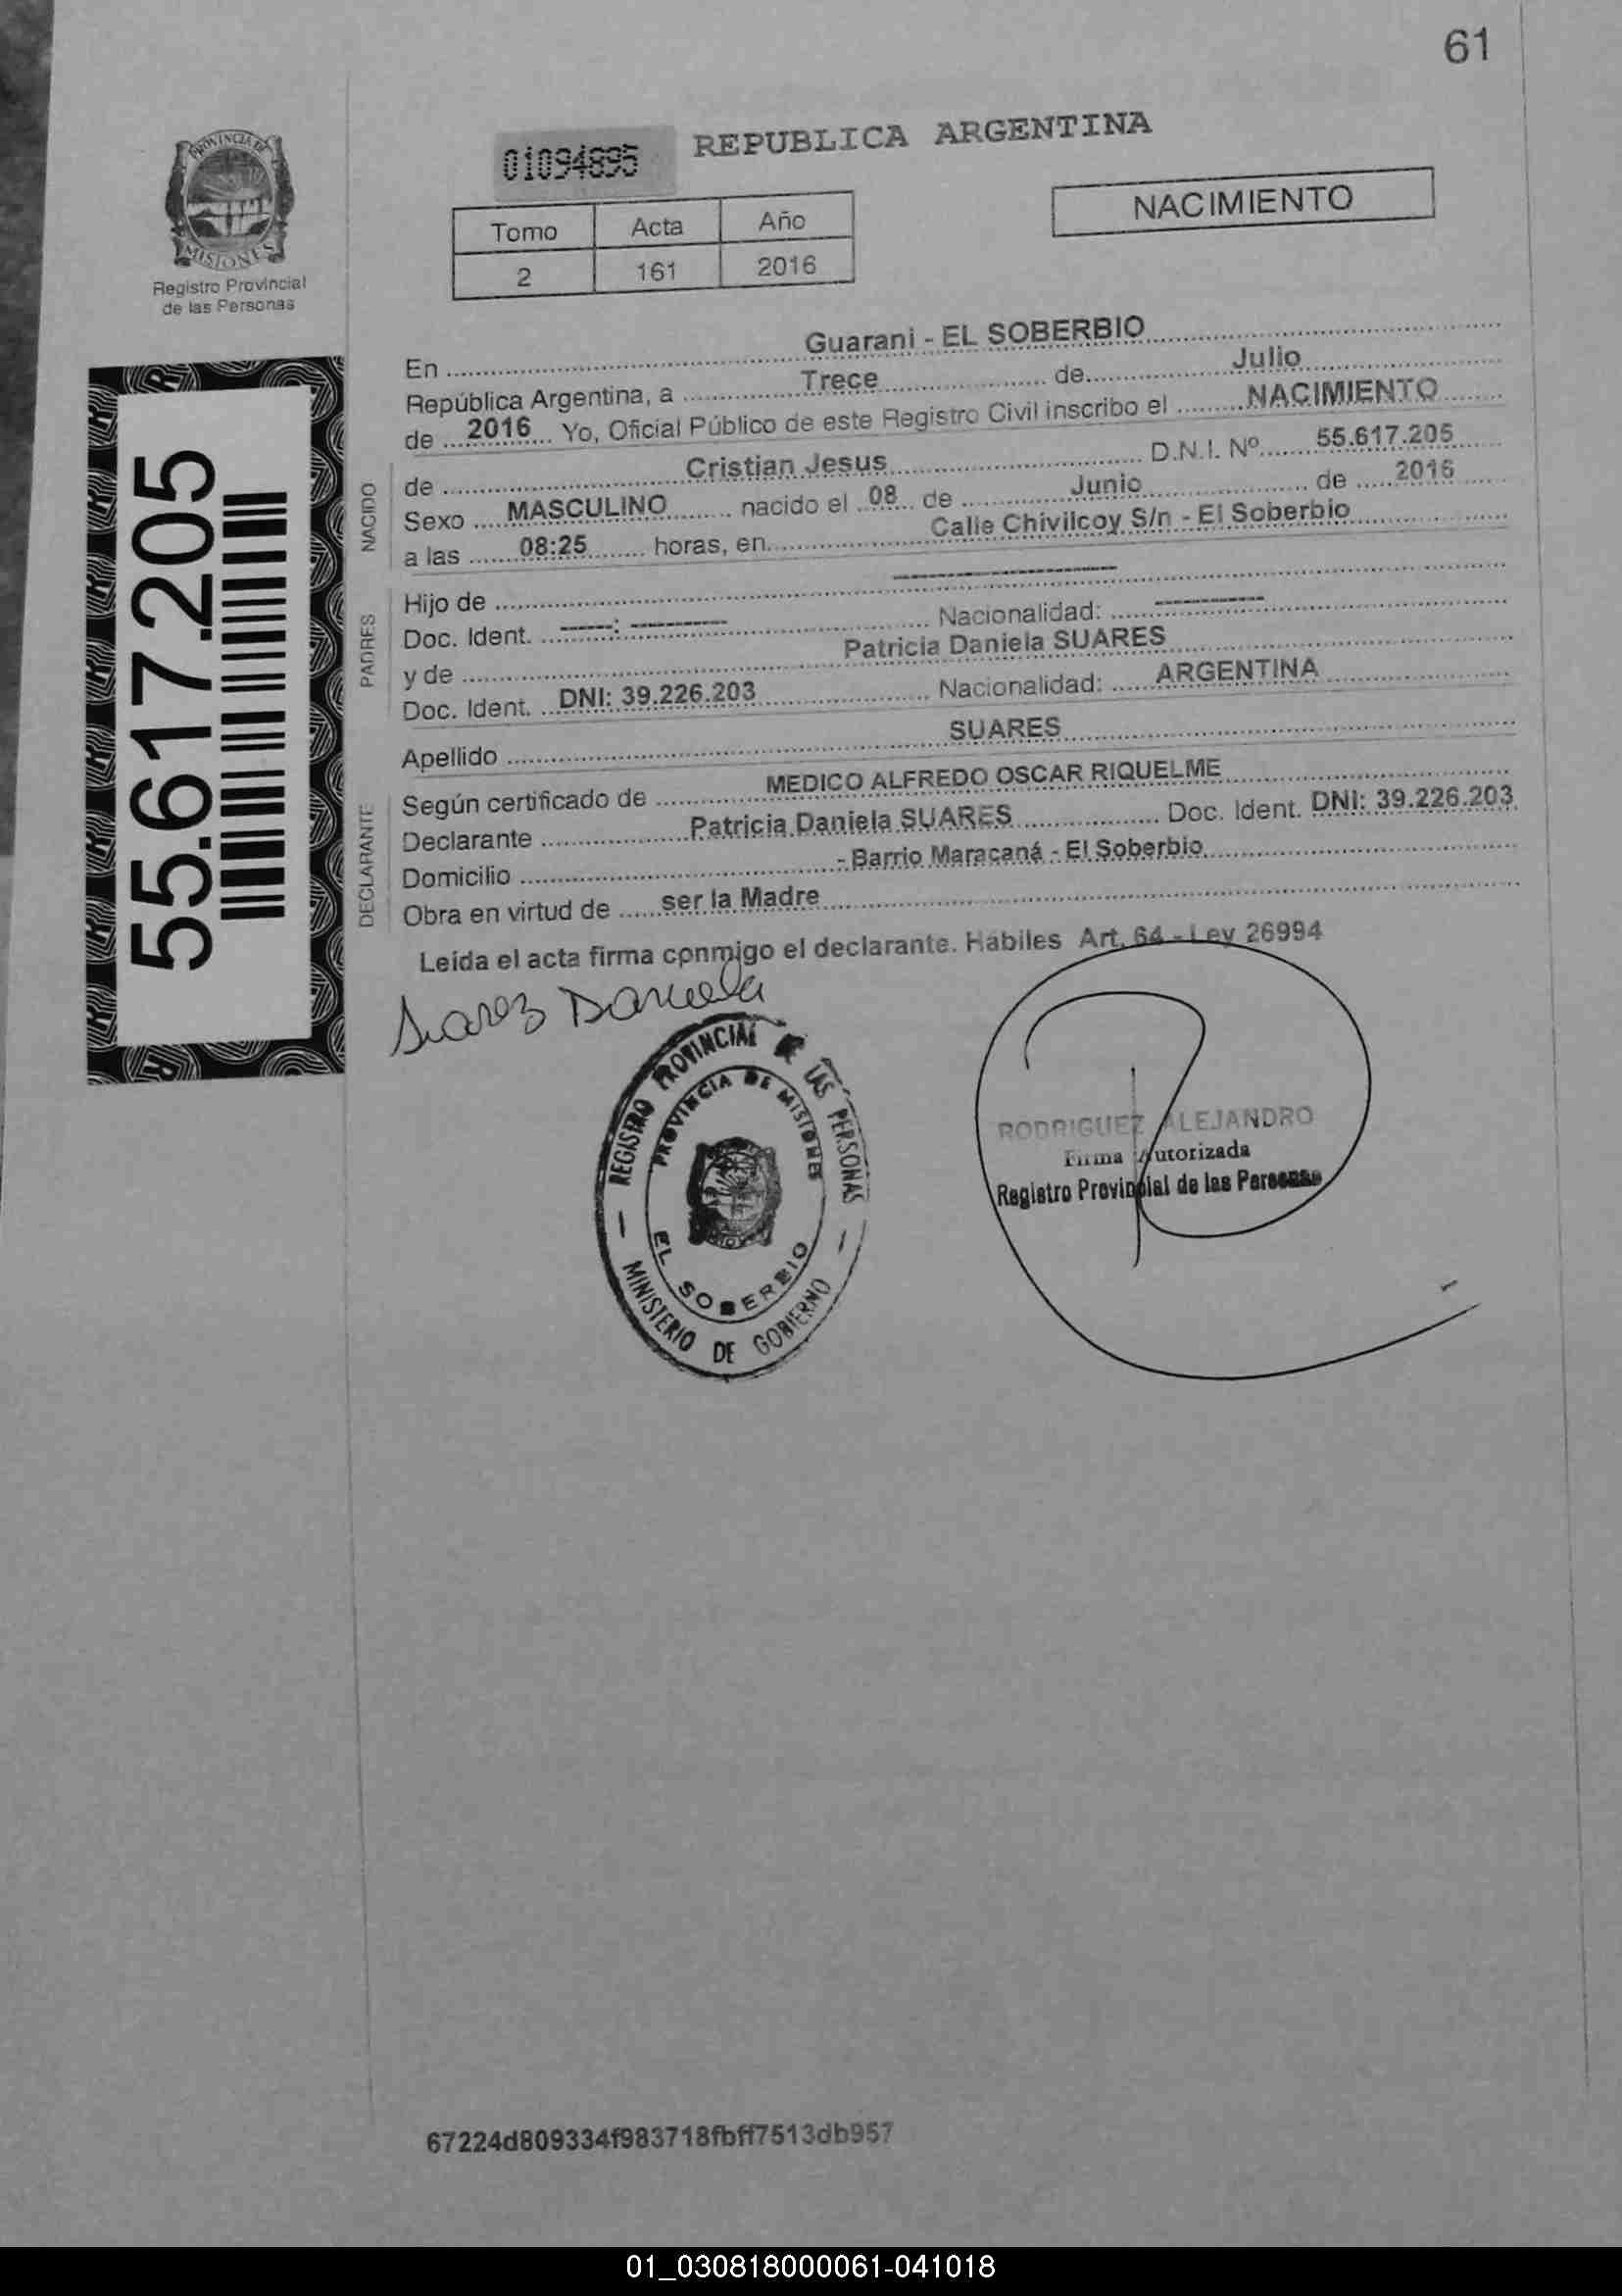 61
PROVINCIA DE
MISIONES
Registro Provincial
de las Personas
01094895
REPUBLICA ARGENTINA
NACIMIENTO
Tomo Acta Año
2 161 2016
En Guarani - EL SOBERBIO
República Argentina, a Trece de Julio
de 2016 Yo, Oficial Público de este Registro Civil inscribo el NACIMIENTO
NACIDO
de Cristian Jesus D.N.I. Nº 55.617.205
Sexo MASCULINO nacido el 08 de Junio de 2016
a las 08:25 horas, en Calle Chivilcoy S/n - El Soberbio
PADRES
Hijo de ----------
Doc. Ident. -----: ---------- Nacionalidad: ----------
y de Patricia Daniela SUARES
Doc. Ident. DNI: 39.226.203 Nacionalidad: ARGENTINA
Apellido SUARES
DECLARANTE
Según certificado de MEDICO ALFREDO OSCAR RIQUELME
Declarante Patricia Daniela SUARES Doc. Ident. DNI: 39.226.203
Domicilio - Barrio Maracaná - El Soberbio
Obra en virtud de ser la Madre
Leida el acta firma conmigo el declarante. Hábiles Art. 64 - Ley 26994
55.617.205
Suarez Daniela
REGISTRO PROVINCIAL DE LAS PERSONAS
PROVINCIA DE MISIONES
EL SOBERBIO
MINISTERIO DE GOBIERNO
RODRIGUEZ ALEJANDRO
Firma Autorizada
Registro Provincial de las Personas
67224d809334f983718fbff7513db957
01_030818000061-041018